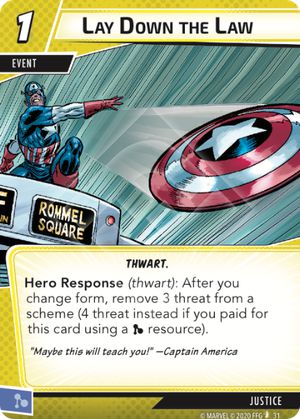 1
LAY DOWN THE LAW
EVENT
ROMMEL
SQUARE
THWART.
Hero Response (thwart): After you
change form, remove 3 threat from a
scheme (4 threat instead if you paid for
this card using a resource).
"Maybe this will teach you!" —Captain America
JUSTICE
© MARVEL © 2020 FFG 31